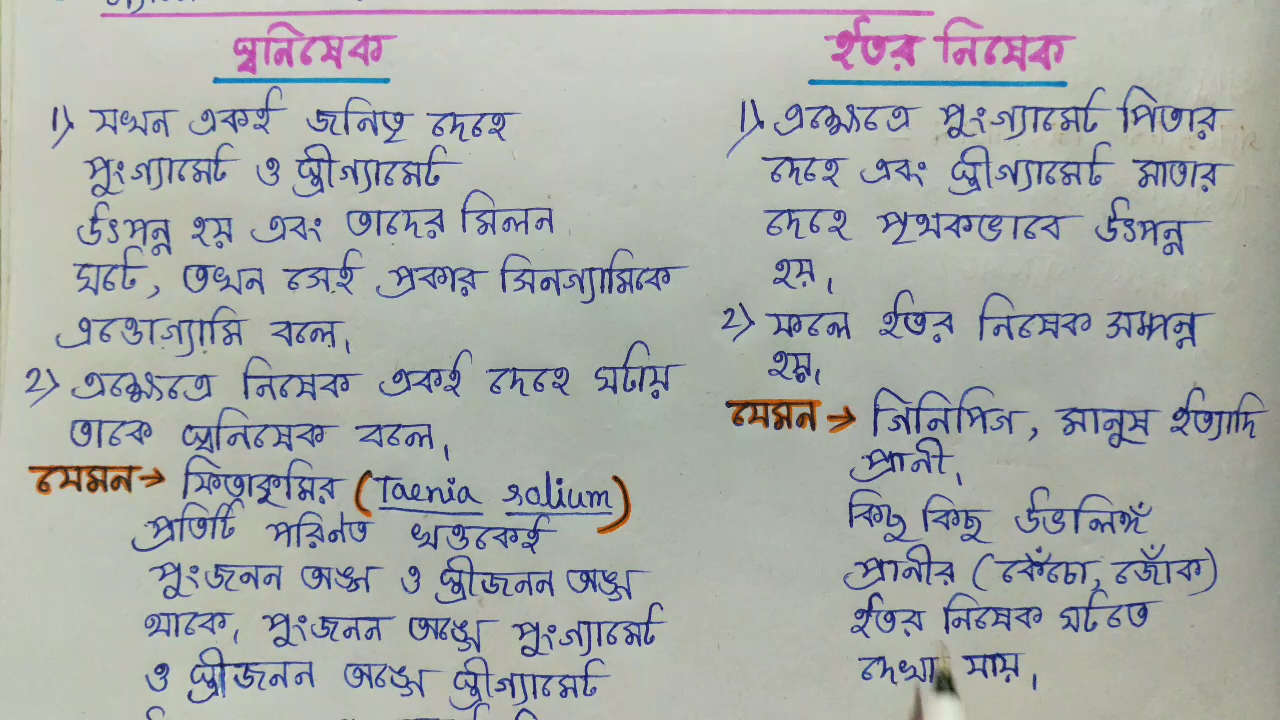 স্বনিষেক
1) যখন একই জনিতৃ দেহে
পুংগ্যামেট ও স্ত্রীগ্যামেট
উৎপন্ন হয় এবং তাদের মিলন
ঘটে, তখন সেই প্রকার সিনগ্যামিকে
এন্ডোগ্যামি বলে।
2) এক্ষেত্রে নিষেক একই দেহে ঘটায়
তাকে স্বনিষেক বলে।
যেমন→ ফিতাকৃমির (Taenia solium)
প্রতিটি পরিণত খণ্ডকেই
পুংজনন অঙ্গ ও স্ত্রীজনন অঙ্গ
থাকে, পুংজনন অঙ্গে পুংগ্যামেট
ও স্ত্রীজনন অঙ্গে স্ত্রীগ্যামেট
ইতর নিষেক
1) এক্ষেত্রে পুংগ্যামেট পিতার
দেহে এবং স্ত্রীগ্যামেট মাতার
দেহে পৃথকভাবে উৎপন্ন
হয়।
2) ফলে ইতর নিষেক সম্পন্ন
হয়।
যেমন→ গিনিপিগ, মানুষ ইত্যাদি
প্রানী।
কিছু কিছু উভলিঙ্গ
প্রানীর (কেঁচো, জোঁক)
ইতর নিষেক ঘটতে
দেখা যায়।